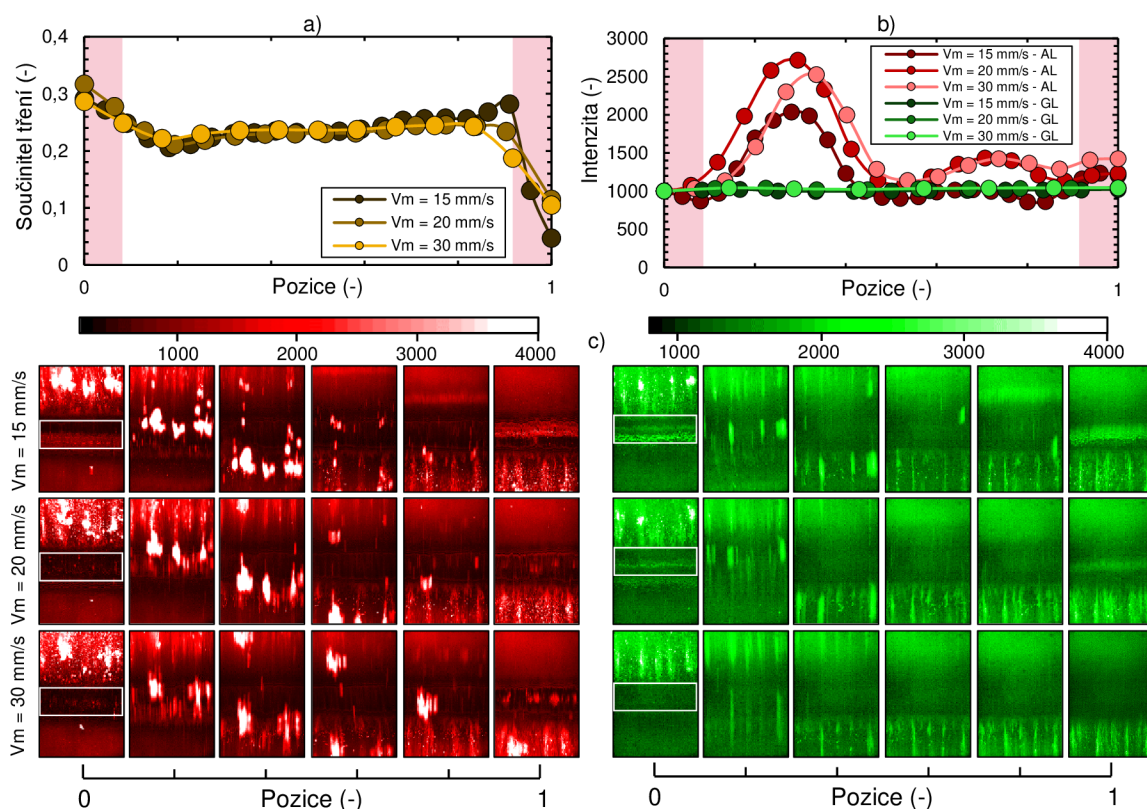 a)
0,4
0,3
0,2
0,1
0
Součinitel tření (-)
Vm = 15 mm/s
Vm = 20 mm/s
Vm = 30 mm/s
0
Pozice (-)
1
b)
3000
2500
2000
1500
1000
500
0
Intenzita (-)
Vm = 15 mm/s - AL
Vm = 20 mm/s - AL
Vm = 30 mm/s - AL
Vm = 15 mm/s - GL
Vm = 20 mm/s - GL
Vm = 30 mm/s - GL
0
Pozice (-)
1
1000 2000 3000 4000
c)
1000 2000 3000 4000
Vm = 15 mm/s
Vm = 20 mm/s
Vm = 30 mm/s
0 Pozice (-) 1
0 Pozice (-) 1